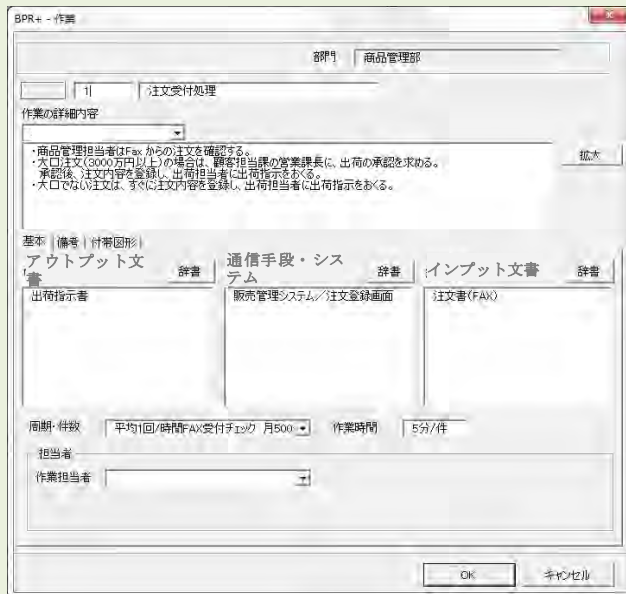 BPR+ - 作業
部門 商品管理部
1 注文受付処理
作業の詳細内容
・商品管理担当者はFax からの注文を確認する。
・大口注文(3000万円以上)の場合は、顧客担当課の営業課長に、出荷の承認を求める。
承認後、注文内容を登録し、出荷担当者に出荷指示をおくる。
・大口でない注文は、すぐに注文内容を登録し、出荷担当者に出荷指示をおくる。
拡大
基本 備考 付帯図形
アウトプット文書 辞書
通信手段・システム 辞書
インプット文書 辞書
出荷指示書
販売管理システム/注文登録画面
注文書(FAX)
周期・件数 平均1回/時間FAX受付チェック 月500 作業時間 5分/件
担当者
作業担当者
OK キャンセル